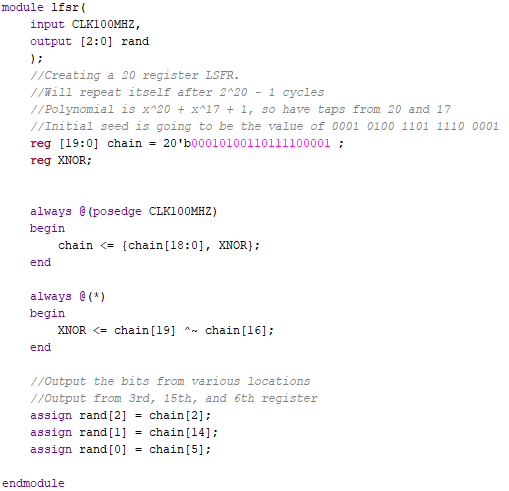 module lfsr(
input CLK100MHZ,
output [2:0] rand
);
//Creating a 20 register LSFR.
//Will repeat itself after 2^20 - 1 cycles
//Polynomial is x^20 + x^17 + 1, so have taps from 20 and 17
//Initial seed is going to be the value of 0001 0100 1101 1110 0001
reg [19:0] chain = 20'b00010100110111100001 ;
reg XNOR;
always @(posedge CLK100MHZ)
begin
chain <= {chain[18:0], XNOR};
end
always @(*)
begin
XNOR <= chain[19] ^~ chain[16];
end
//Output the bits from various locations
//Output from 3rd, 15th, and 6th register
assign rand[2] = chain[2];
assign rand[1] = chain[14];
assign rand[0] = chain[5];
endmodule